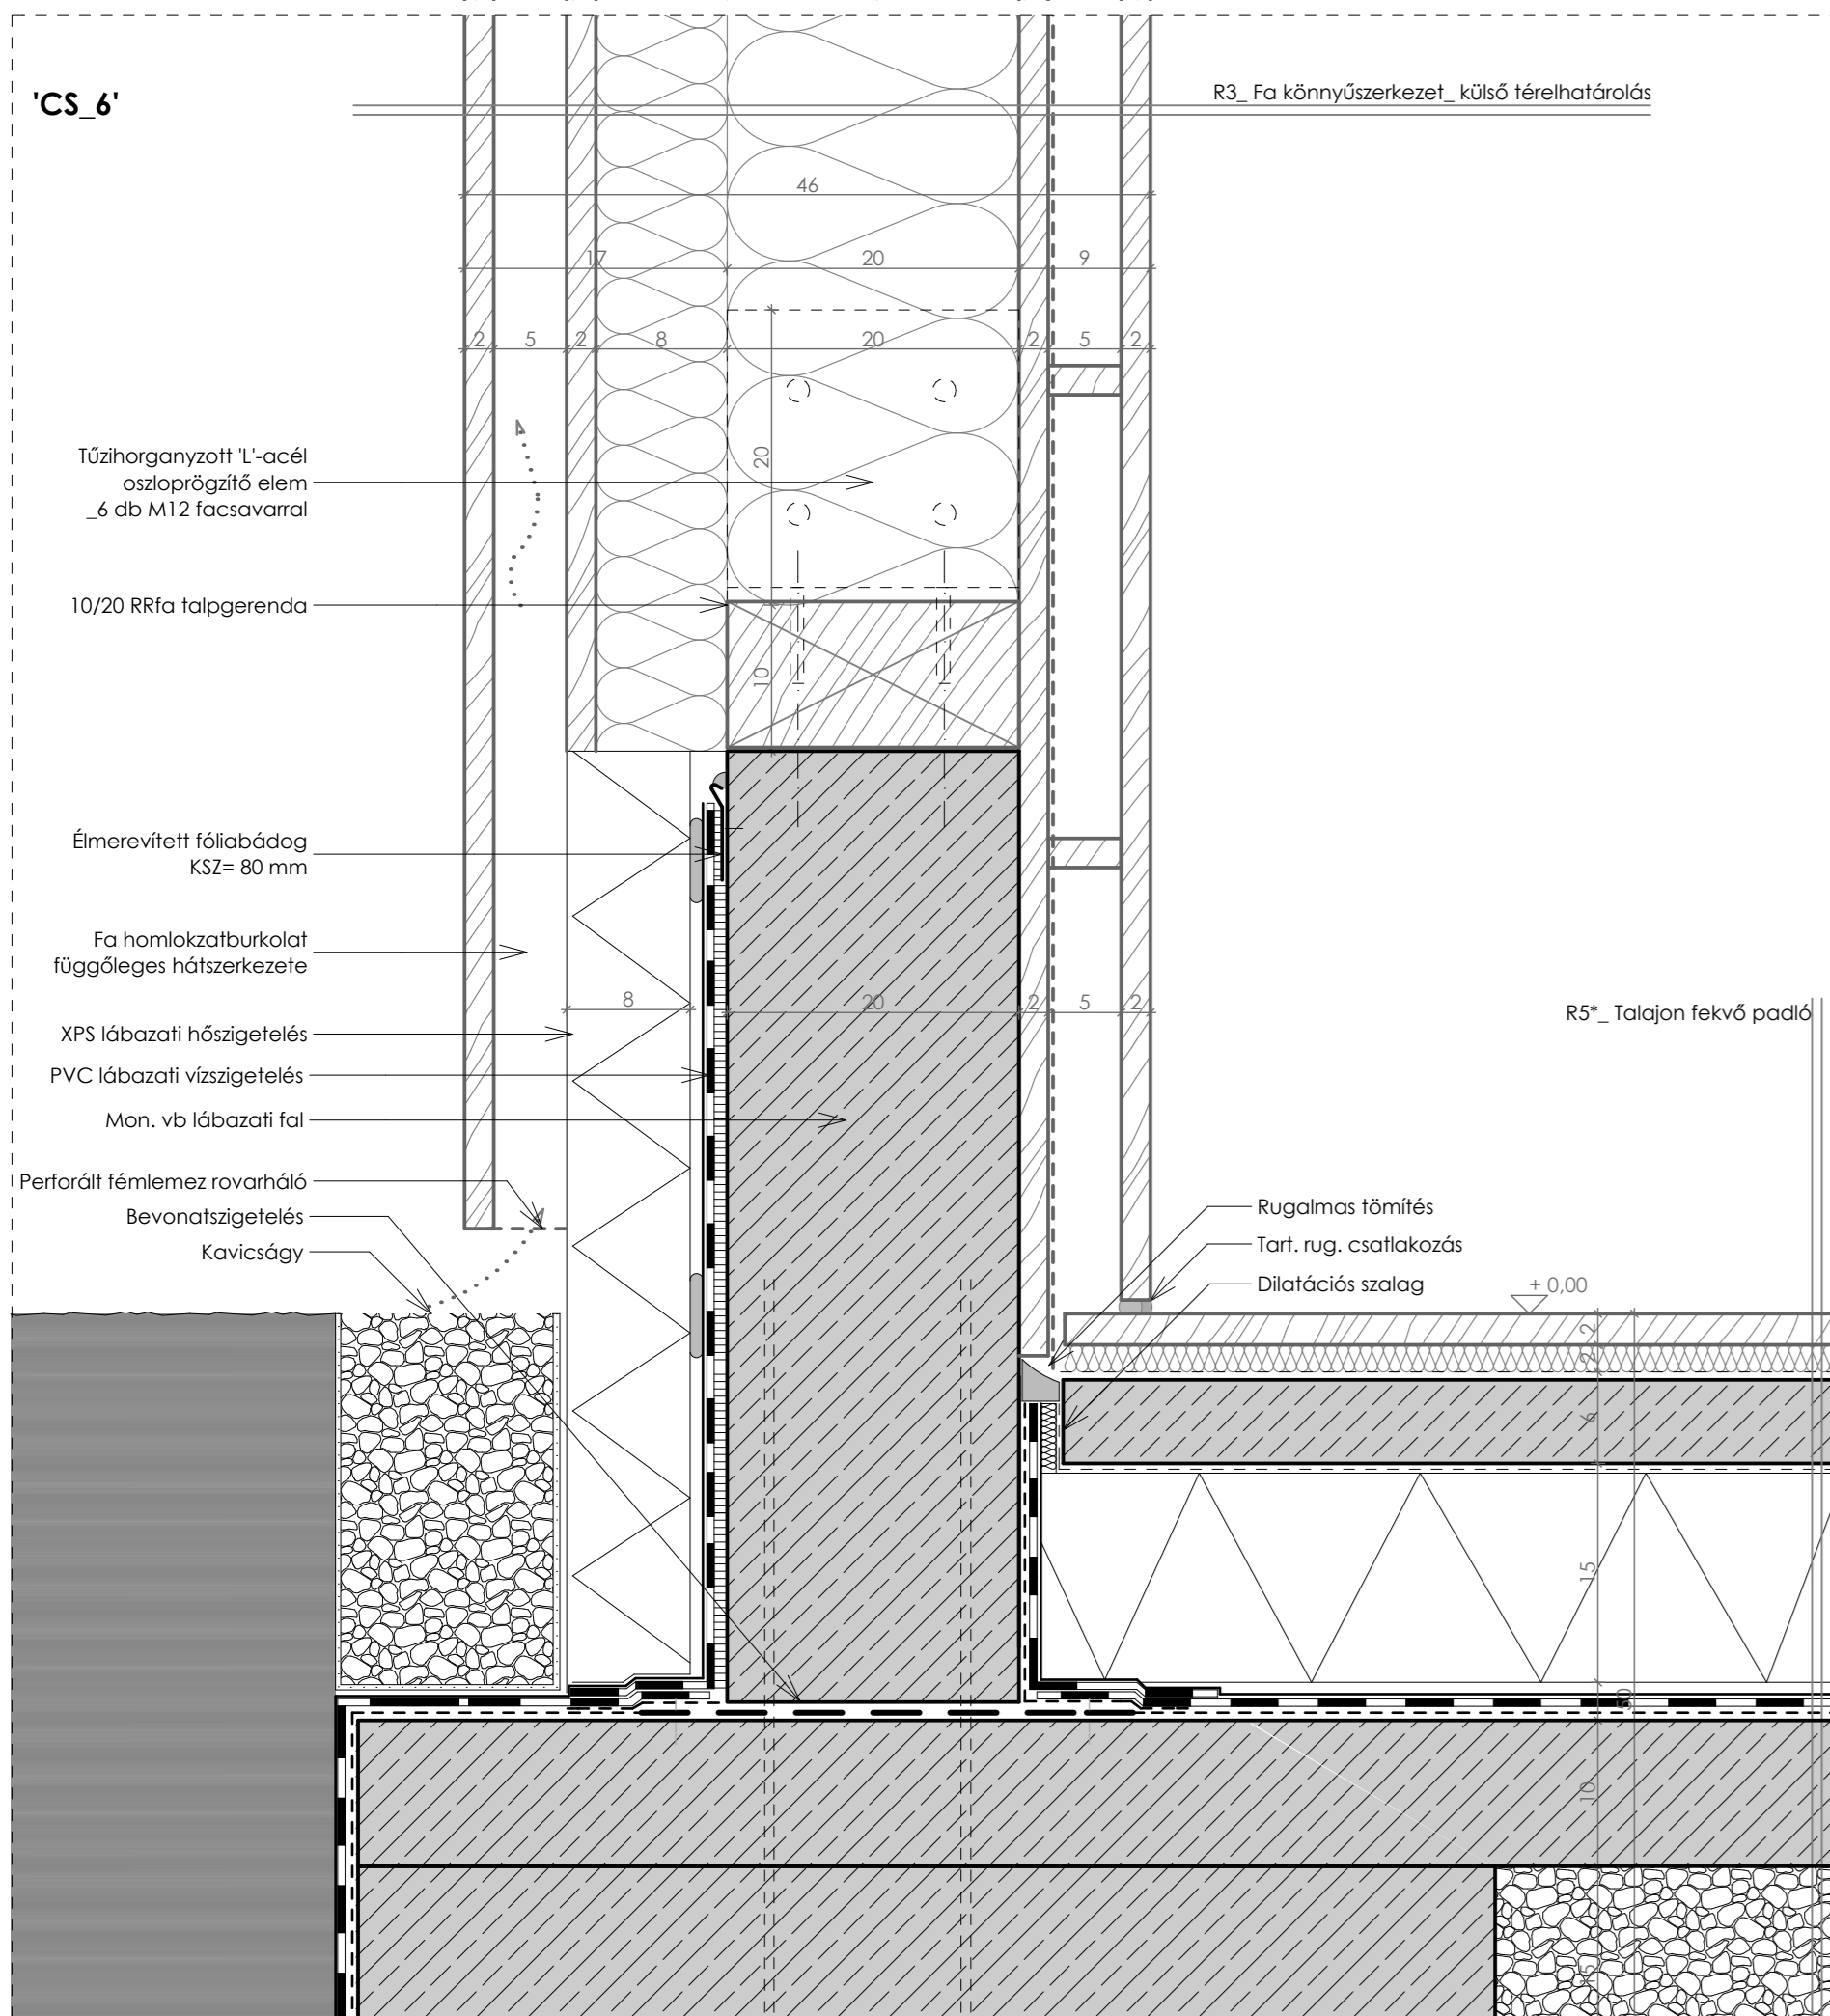 'CS_6'
R3_ Fa könnyűszerkezet_ külső térelhatárolás
46
17
20
9
2
5
2
8
20
2
5
2
Tűzihorganyzott 'L'-acél
oszloprögzítő elem
_6 db M12 facsavarral
20
10/20 RRfa talpgerenda
10
Élmerevített fóliabádog
KSZ= 80 mm
Fa homlokzatburkolat
függőleges hátszerkezete
8
20
2
5
2
R5*_ Talajon fekvő padló
XPS lábazati hőszigetelés
PVC lábazati vízszigetelés
Mon. vb lábazati fal
Perforált fémlemez rovarháló
Bevonatszigetelés
Kavicságy
Rugalmas tömítés
Tart. rug. csatlakozás
Dilatációs szalag
+ 0,00
2
2
6
15
50
10
15